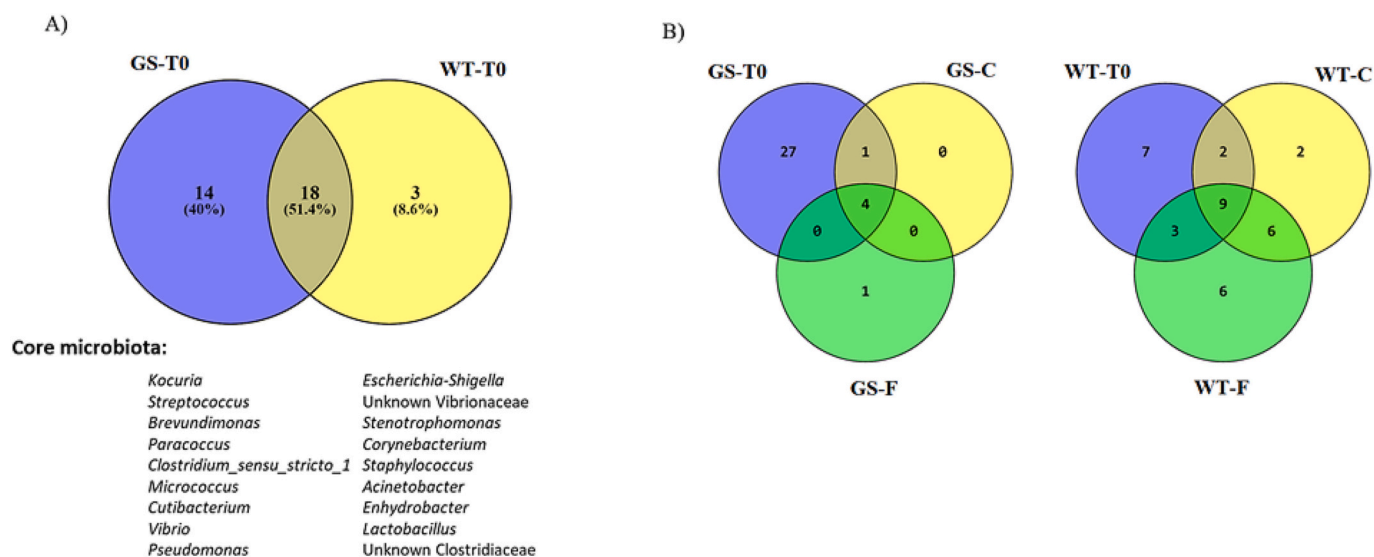 A)
GS-T0
WT-T0
14
(40%)
18
(51.4%)
3
(8.6%)
Core microbiota:
Kocuria
Streptococcus
Brevundimonas
Paracoccus
Clostridium_sensu_stricto_1
Micrococcus
Cutibacterium
Vibrio
Pseudomonas
Escherichia-Shigella
Unknown Vibrionaceae
Stenotrophomonas
Corynebacterium
Staphylococcus
Acinetobacter
Enhydrobacter
Lactobacillus
Unknown Clostridiaceae
B)
GS-T0
GS-C
27
1
0
4
0
0
1
GS-F
WT-T0
WT-C
7
2
2
9
3
6
6
WT-F